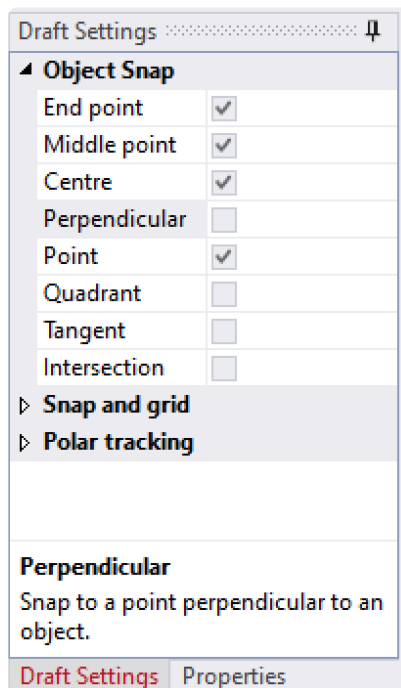 Draft Settings
Object Snap
End point
Middle point
Centre
Perpendicular
Point
Quadrant
Tangent
Intersection
Snap and grid
Polar tracking
Perpendicular
Snap to a point perpendicular to an
object.
Draft Settings Properties